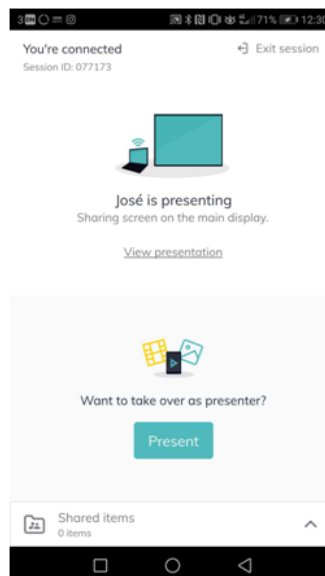 3 71% 12:30
You're connected
Exit session
Session ID: 077173
José is presenting
Sharing screen on the main display.
View presentation
Want to take over as presenter?
Present
Shared items
0 items